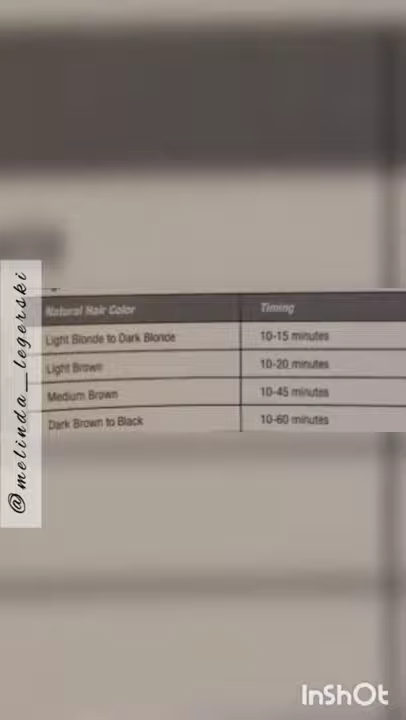 Natural Hair Color Timing
Light Blonde to Dark Blonde 10-15 minutes
Light Brown 10-20 minutes
Medium Brown 10-45 minutes
Dark Brown to Black 10-60 minutes
@melinda_legerski
InShOt